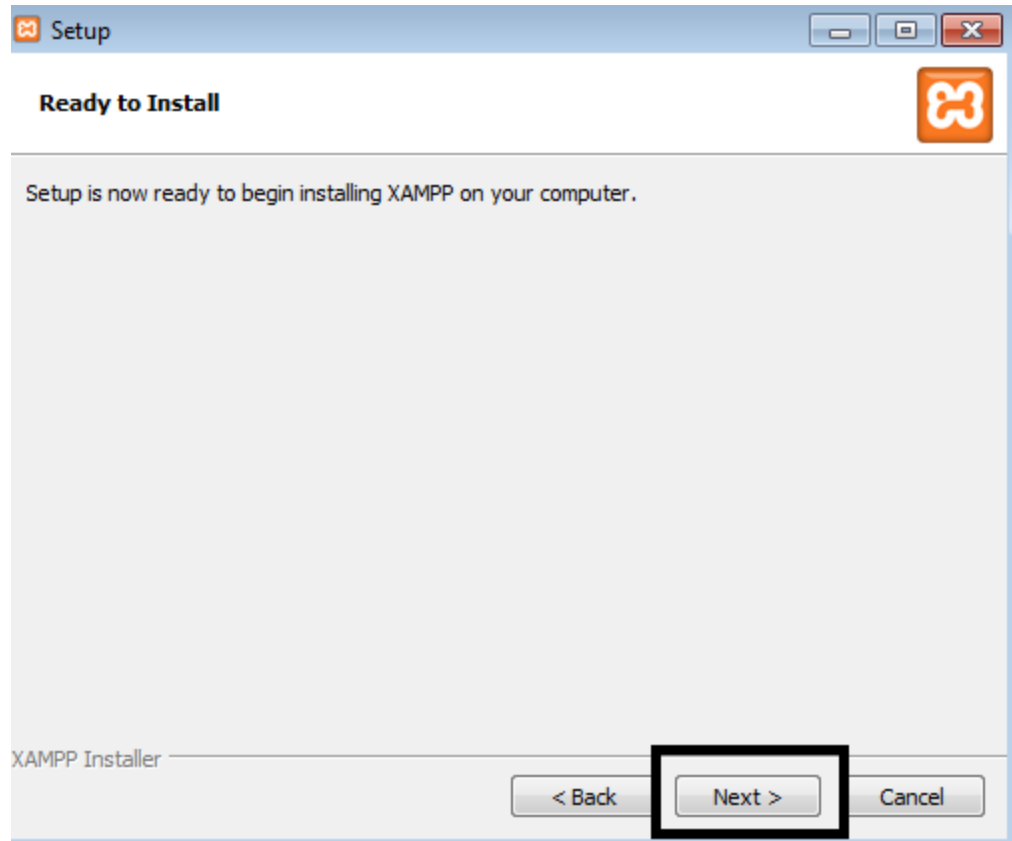 Setup
Ready to Install
Setup is now ready to begin installing XAMPP on your computer.
XAMPP Installer
< Back Next > Cancel